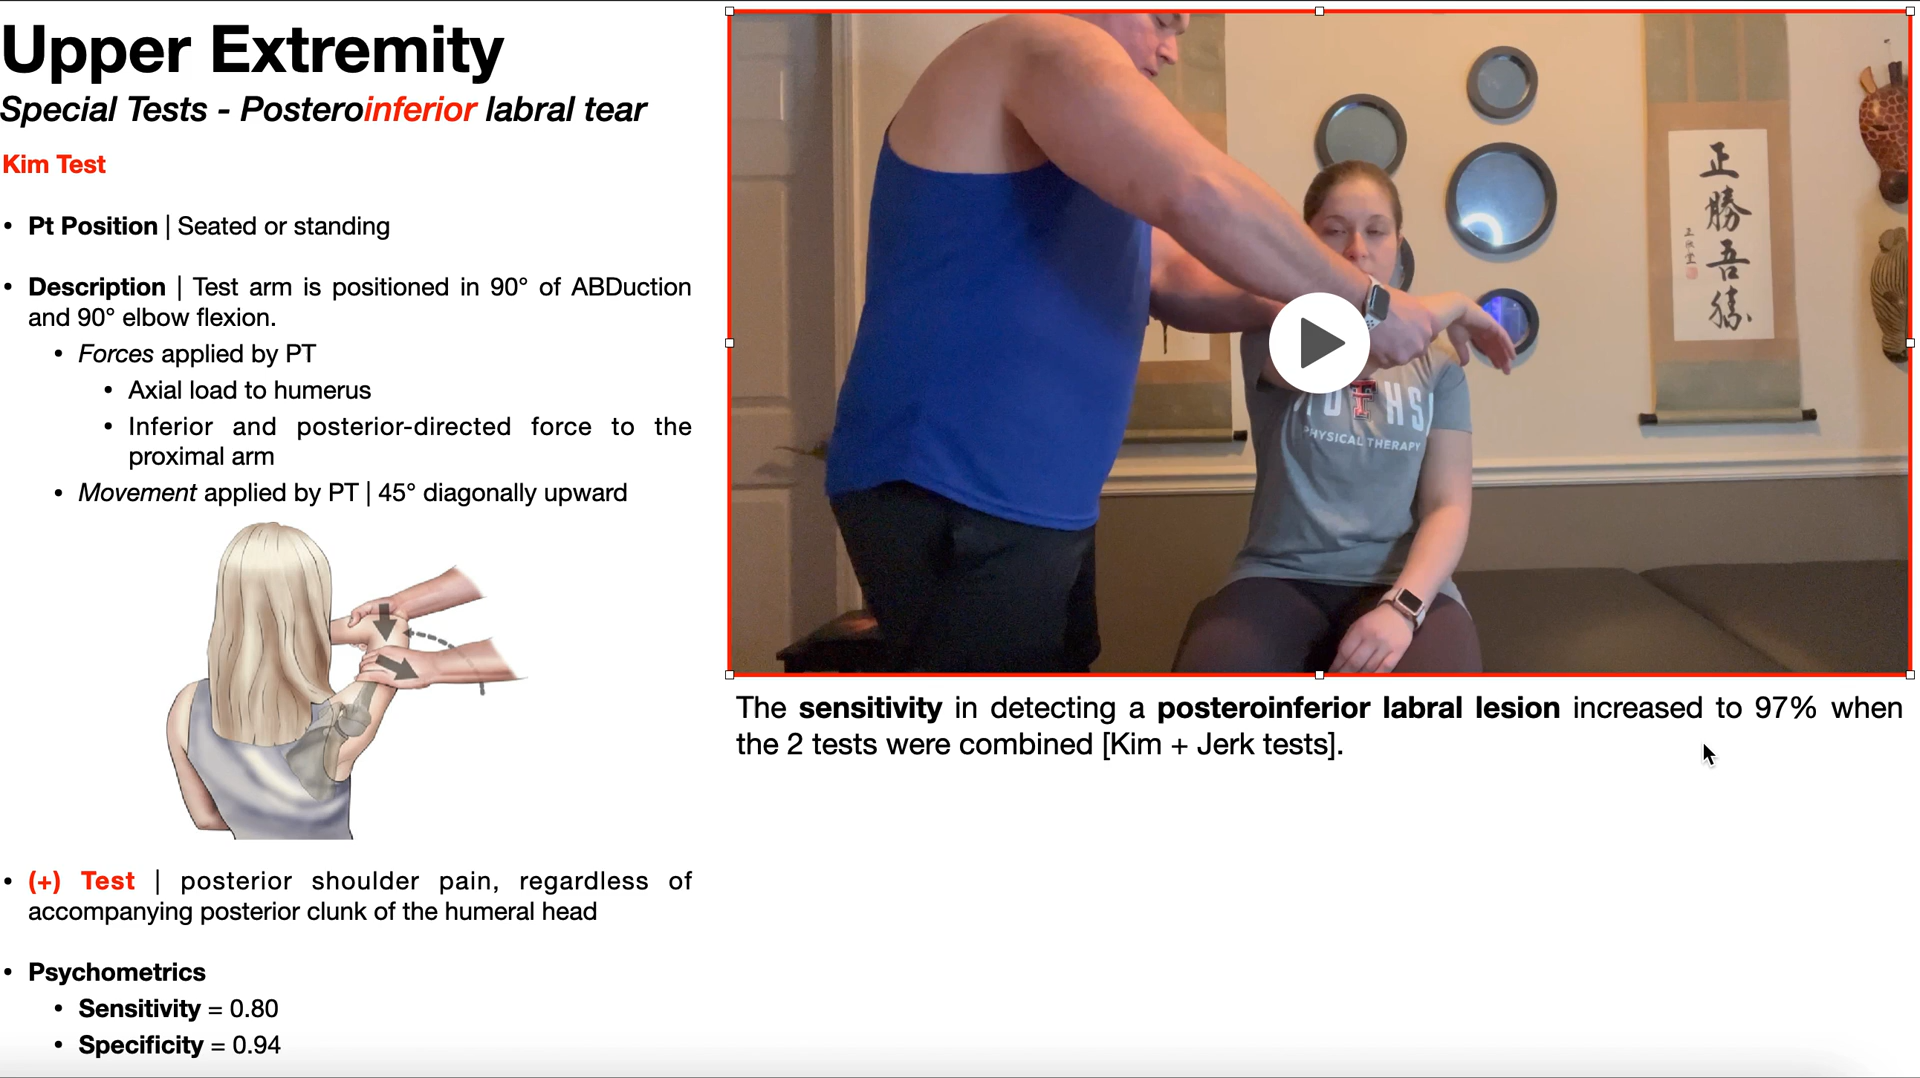 Upper Extremity
Special Tests - Posteroinferior labral tear
Kim Test
• Pt Position | Seated or standing
• Description | Test arm is positioned in 90° of ABDuction
and 90° elbow flexion.
• Forces applied by PT
• Axial load to humerus
• Inferior and posterior-directed force to the
proximal arm
• Movement applied by PT | 45° diagonally upward
• (+) Test | posterior shoulder pain, regardless of
accompanying posterior clunk of the humeral head
• Psychometrics
• Sensitivity = 0.80
• Specificity = 0.94
正
勝
吾
勝
HS
PHYSICAL THERAPY
The sensitivity in detecting a posteroinferior labral lesion increased to 97% when
the 2 tests were combined [Kim + Jerk tests].